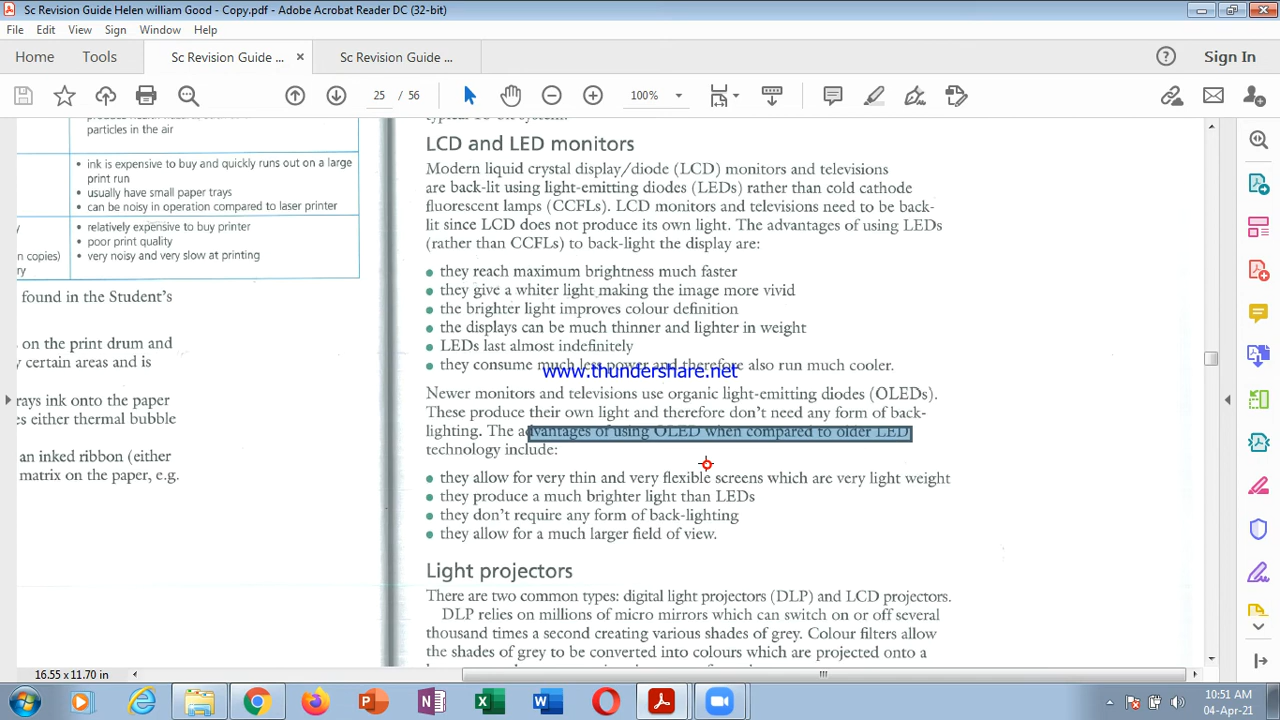 Sc Revision Guide Helen william Good - Copy.pdf - Adobe Acrobat Reader DC (32-bit)
File Edit View Sign Window Help
Home Tools Sc Revision Guide ... × Sc Revision Guide ... Sign In
25 / 56 100%
particles in the air
• ink is expensive to buy and quickly runs out on a large
print run
• usually have small paper trays
• can be noisy in operation compared to laser printer
• relatively expensive to buy printer
• poor print quality
• very noisy and very slow at printing
n copies)
found in the Student's
on the print drum and
y certain areas and is
rays ink onto the paper
es either thermal bubble
an inked ribbon (either
matrix on the paper, e.g.
LCD and LED monitors
Modern liquid crystal display/diode (LCD) monitors and televisions
are back-lit using light-emitting diodes (LEDs) rather than cold cathode
fluorescent lamps (CCFLs). LCD monitors and televisions need to be back-
lit since LCD does not produce its own light. The advantages of using LEDs
(rather than CCFLs) to back-light the display are:
• they reach maximum brightness much faster
• they give a whiter light making the image more vivid
• the brighter light improves colour definition
• the displays can be much thinner and lighter in weight
• LEDs last almost indefinitely
• they consume much less power and therefore also run much cooler.
www.thundershare.net
Newer monitors and televisions use organic light-emitting diodes (OLEDs).
These produce their own light and therefore don't need any form of back-
lighting. The advantages of using OLED when compared to older LED
technology include:
• they allow for very thin and very flexible screens which are very light weight
• they produce a much brighter light than LEDs
• they don't require any form of back-lighting
• they allow for a much larger field of view.
Light projectors
There are two common types: digital light projectors (DLP) and LCD projectors.
DLP relies on millions of micro mirrors which can switch on or off several
thousand times a second creating various shades of grey. Colour filters allow
the shades of grey to be converted into colours which are projected onto a
16.55 x 11.70 in
10:51 AM
04-Apr-21